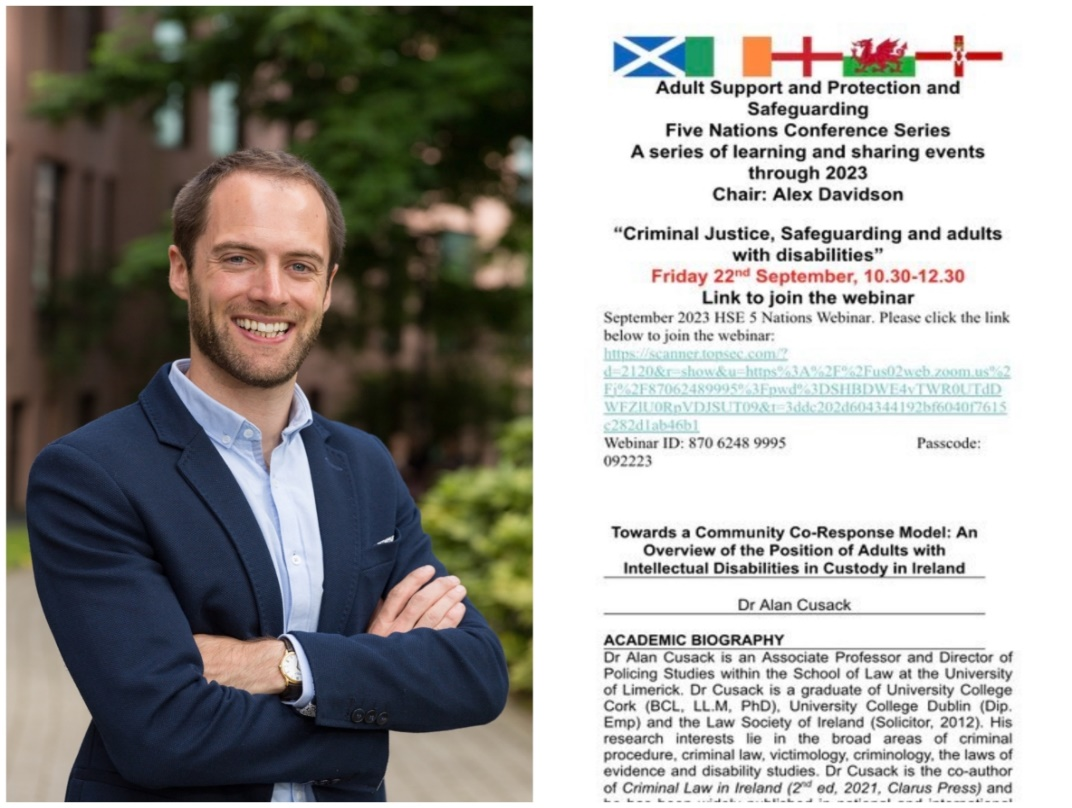 Adult Support and Protection and
Safeguarding
Five Nations Conference Series
A series of learning and sharing events
through 2023
Chair: Alex Davidson
“Criminal Justice, Safeguarding and adults
with disabilities”
Friday 22nd September, 10.30-12.30
Link to join the webinar
September 2023 HSE 5 Nations Webinar. Please click the link
below to join the webinar:
https://scanner.topsec.com/?
d=2120&r=show&u=https%3A%2F%2Fus02web.zoom.us%2
Fj%2F87062489995%3Fpwd%3DSHBDWE4vTWR0UTdD
WFZlU0RpVDJSUT09&t=3ddc202d604344192bf6040f7615
c282d1ab46b1
Webinar ID: 870 6248 9995 Passcode:
092223
Towards a Community Co-Response Model: An
Overview of the Position of Adults with
Intellectual Disabilities in Custody in Ireland
Dr Alan Cusack
ACADEMIC BIOGRAPHY
Dr Alan Cusack is an Associate Professor and Director of
Policing Studies within the School of Law at the University
of Limerick. Dr Cusack is a graduate of University College
Cork (BCL, LL.M, PhD), University College Dublin (Dip.
Emp) and the Law Society of Ireland (Solicitor, 2012). His
research interests lie in the broad areas of criminal
procedure, criminal law, victimology, criminology, the laws of
evidence and disability studies. Dr Cusack is the co-author
of Criminal Law in Ireland (2nd ed, 2021, Clarus Press) and
he has been widely published in national and international